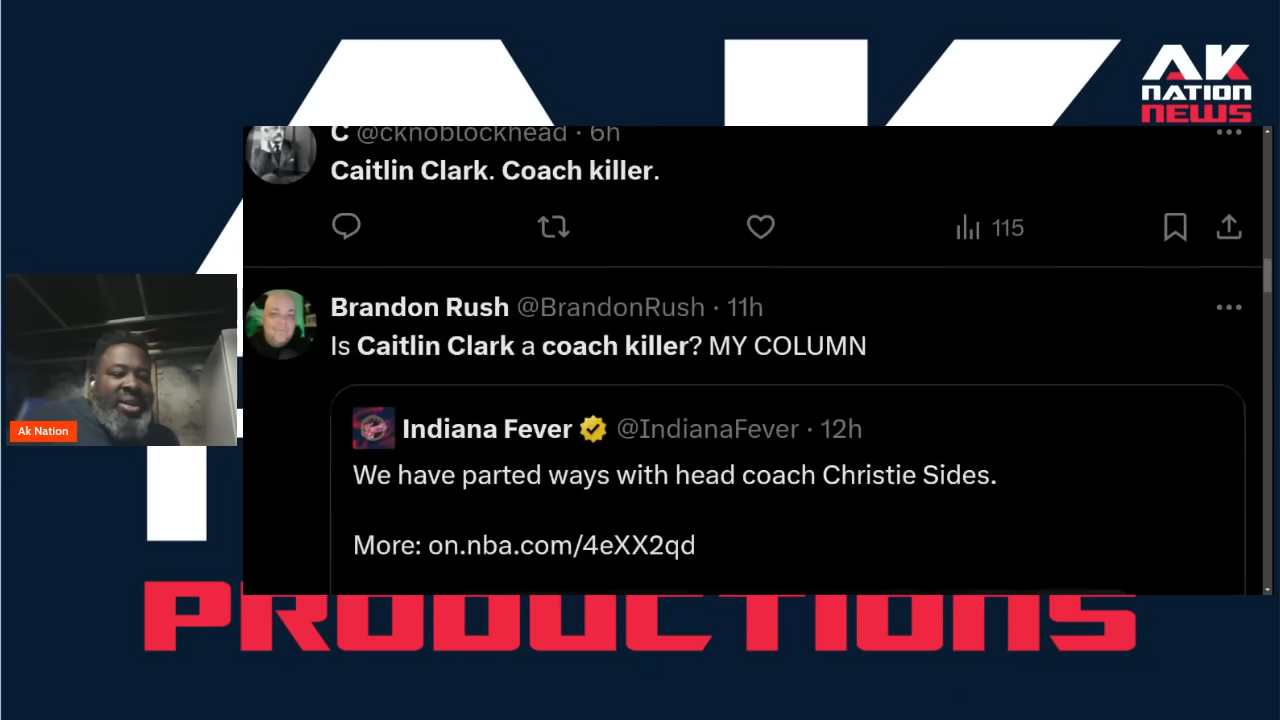 AK
NATION
NEWS
C @cknoblockhead · 6h
Caitlin Clark. Coach killer.
115
Brandon Rush @BrandonRush · 11h
Is Caitlin Clark a coach killer? MY COLUMN
Indiana Fever @IndianaFever · 12h
We have parted ways with head coach Christie Sides.
More: on.nba.com/4eXX2qd
Ak Nation
PRODUCTIONS